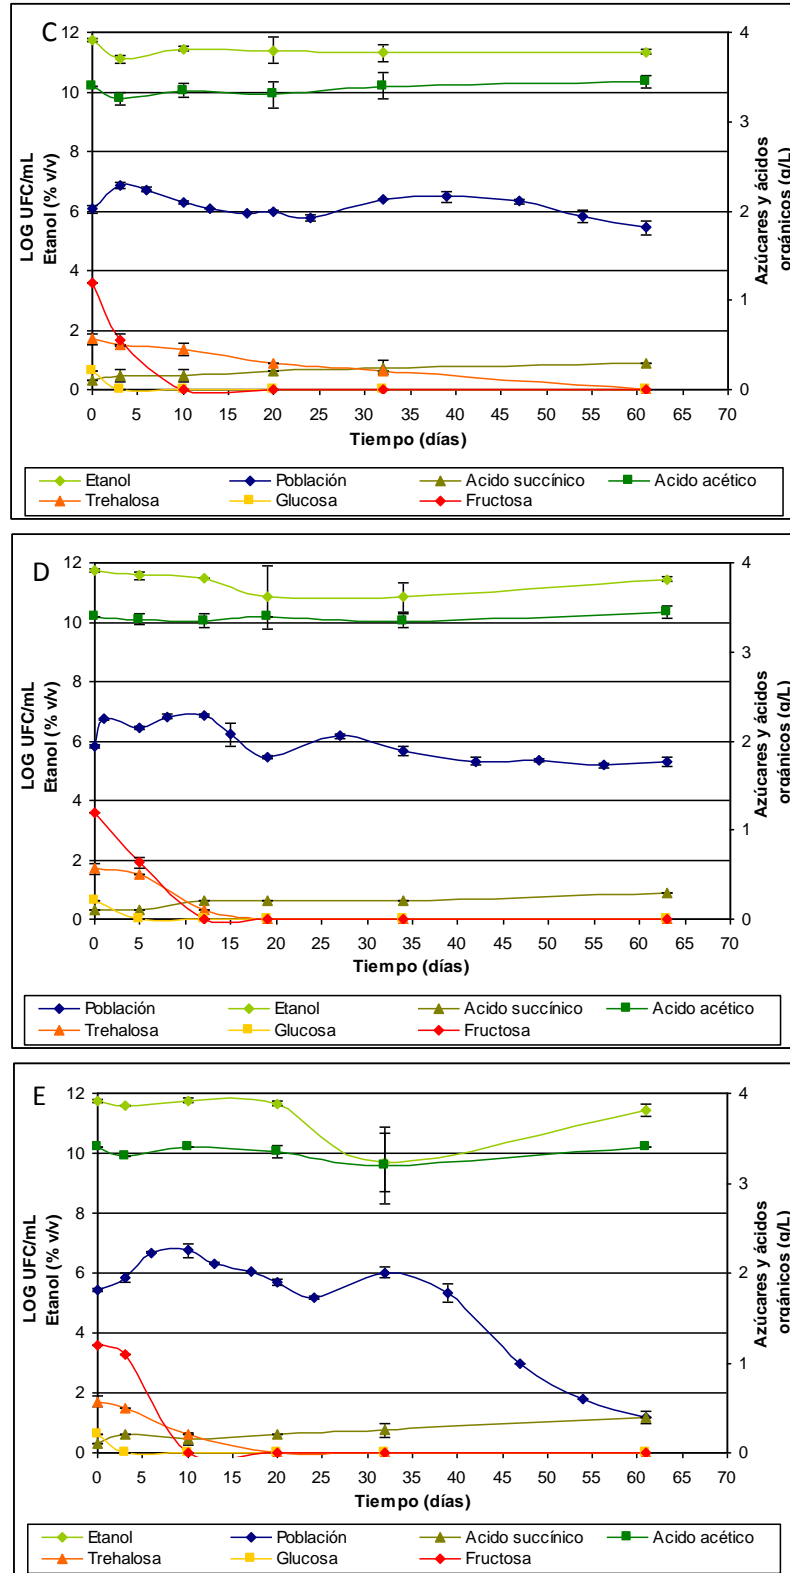 C
12
10
8
6
4
2
0
4
3
2
1
0
LOG UFC/mL
Etanol (% v/v)
Azúcares y ácidos
orgánicos (g/L)
0 5 10 15 20 25 30 35 40 45 50 55 60 65 70
Tiempo (días)
Etanol Población Acido succínico Acido acético
Trehalosa Glucosa Fructosa
D
12
10
8
6
4
2
0
4
3
2
1
0
LOG UFC/mL
Etanol (% v/v)
Azúcares y ácidos
orgánicos (g/L)
0 5 10 15 20 25 30 35 40 45 50 55 60 65 70
Tiempo (días)
Población Etanol Acido succínico Acido acético
Trehalosa Glucosa Fructosa
E
12
10
8
6
4
2
0
4
3
2
1
0
LOG UFC/mL
Etanol (% v/v)
Azúcares y ácidos
orgánicos (g/L)
0 5 10 15 20 25 30 35 40 45 50 55 60 65 70
Tiempo (días)
Etanol Población Acido succínico Acido acético
Trehalosa Glucosa Fructosa